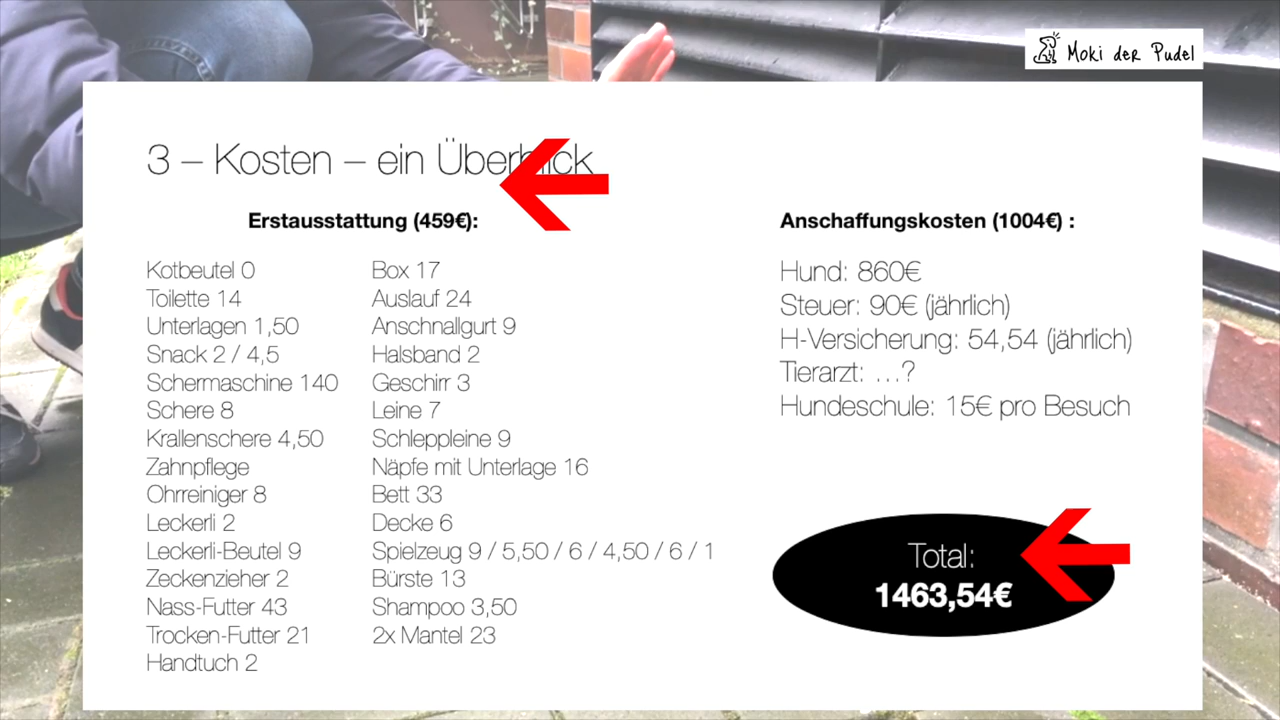 Moki der Pudel
3 – Kosten – ein Überblick
Erstausstattung (459€):
Kotbeutel 0
Toilette 14
Unterlagen 1,50
Snack 2 / 4,5
Schermaschine 140
Schere 8
Krallenschere 4,50
Zahnpflege
Ohrreiniger 8
Leckerli 2
Leckerli-Beutel 9
Zeckenzieher 2
Nass-Futter 43
Trocken-Futter 21
Handtuch 2
Box 17
Auslauf 24
Anschnallgurt 9
Halsband 2
Geschirr 3
Leine 7
Schleppleine 9
Näpfe mit Unterlage 16
Bett 33
Decke 6
Spielzeug 9 / 5,50 / 6 / 4,50 / 6 / 1
Bürste 13
Shampoo 3,50
2x Mantel 23
Anschaffungskosten (1004€) :
Hund: 860€
Steuer: 90€ (jährlich)
H-Versicherung: 54,54 (jährlich)
Tierarzt: …?
Hundeschule: 15€ pro Besuch
Total:
1463,54€